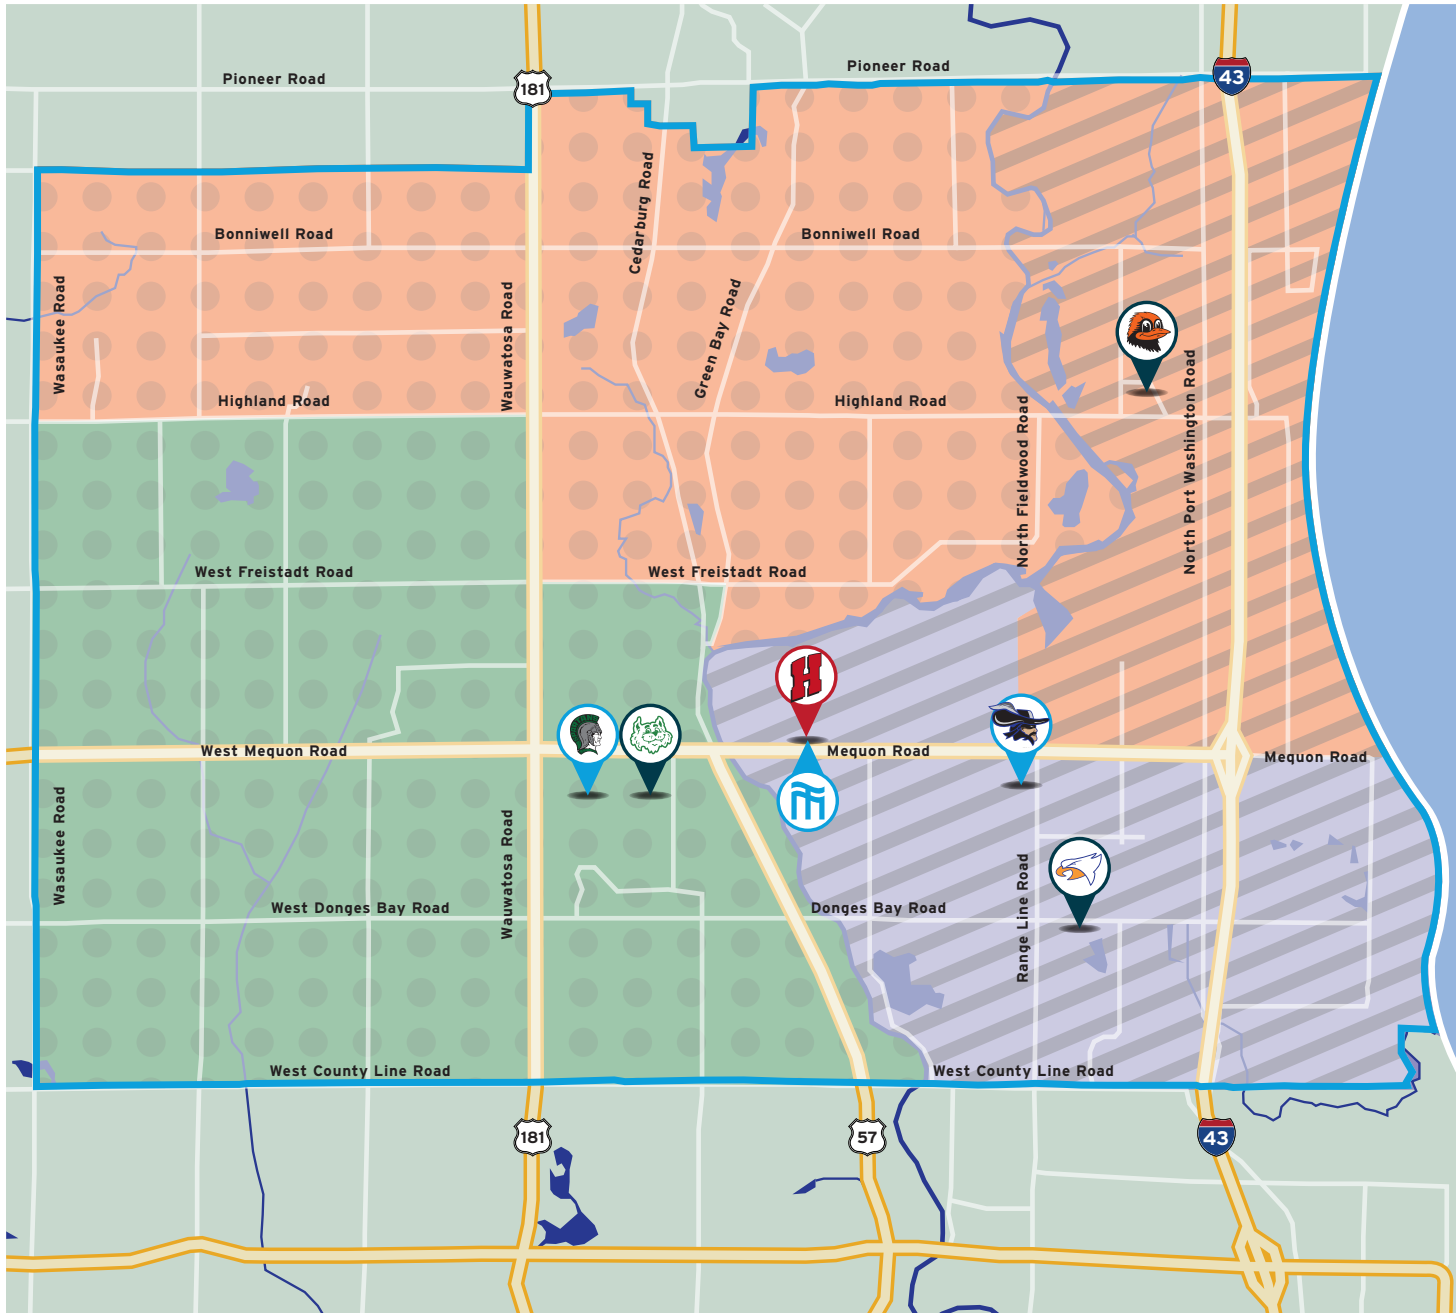 Pioneer Road
Pioneer Road
181
43
Bonniwell Road
Cedarburg Road
Bonniwell Road
Wasaukee Road
Wauwatosa Road
Green Bay Road
North Port Washington Road
Highland Road
Highland Road
North Fieldwood Road
West Freistadt Road
West Freistadt Road
H
West Mequon Road
Mequon Road
Mequon Road
Wasaukee Road
Wauwatosa Road
Range Line Road
West Donges Bay Road
Donges Bay Road
West County Line Road
West County Line Road
181
57
43